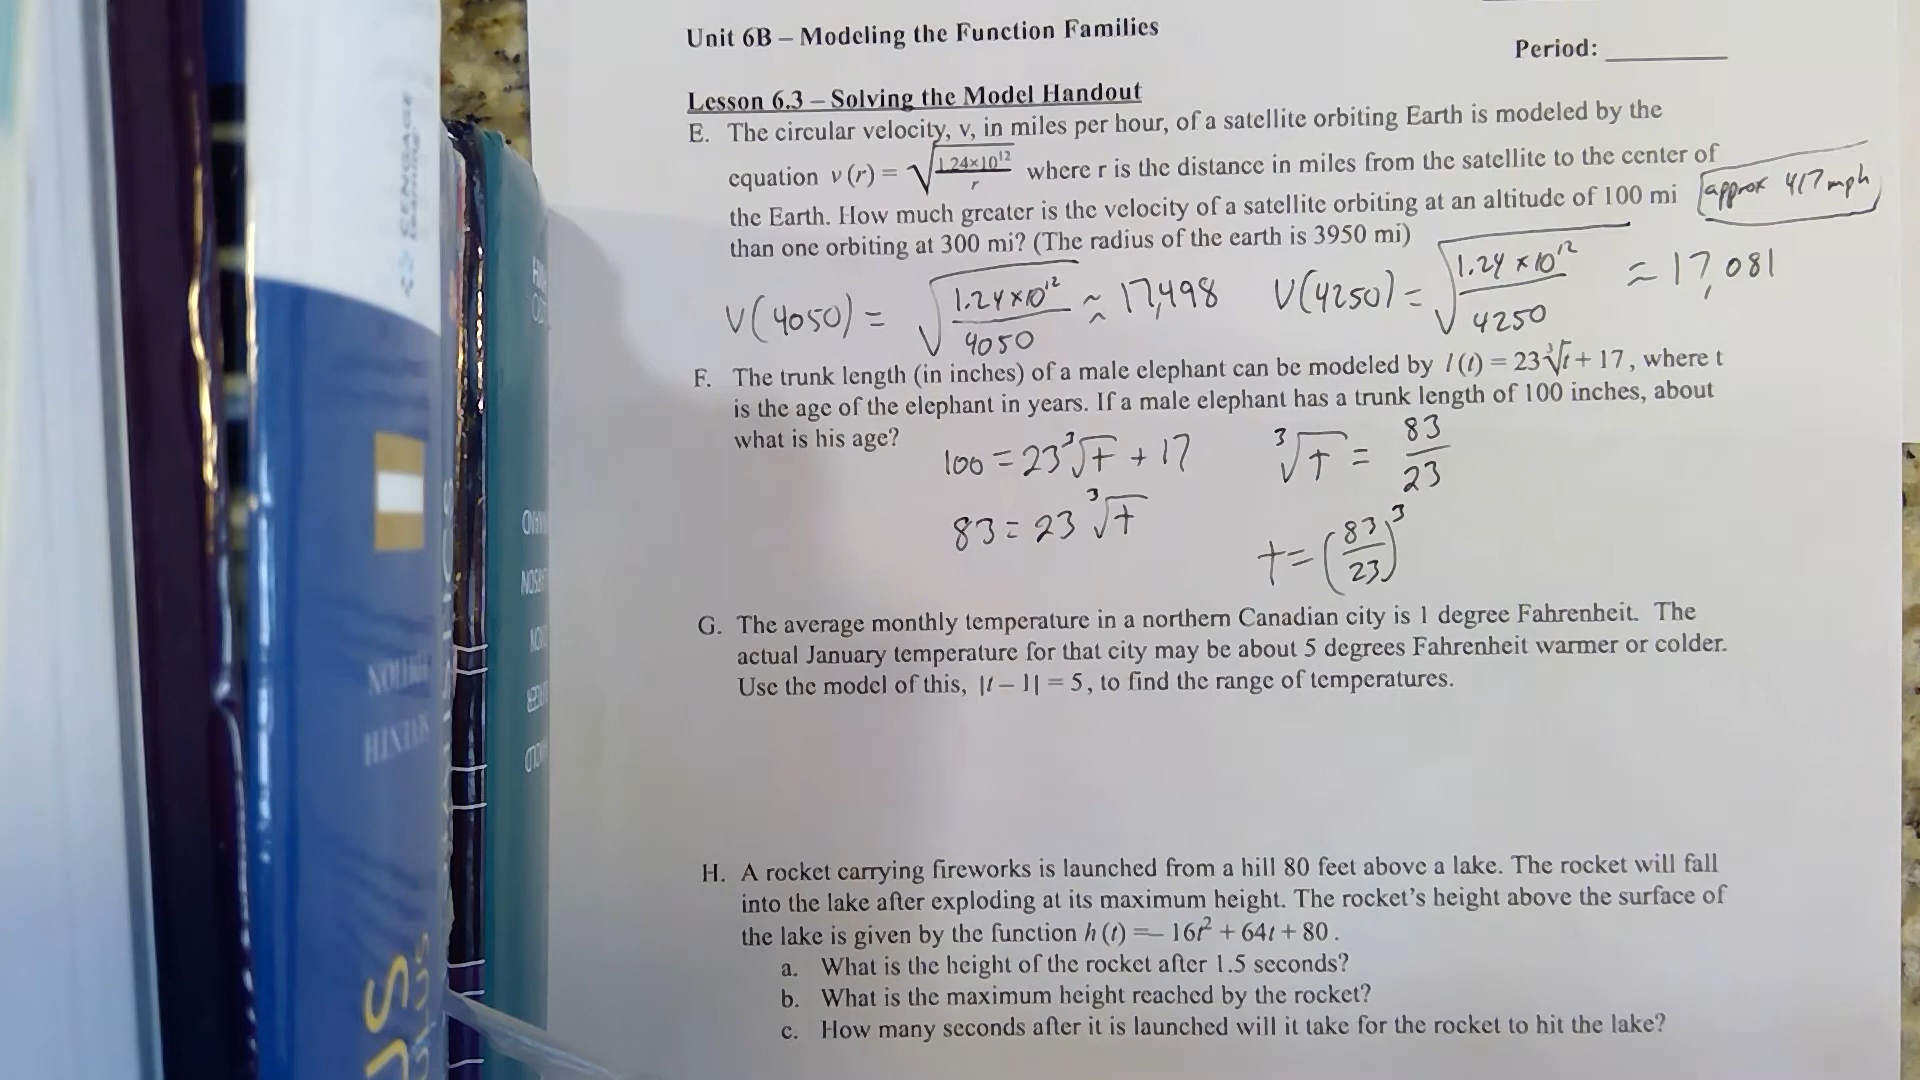 Unit 6B – Modeling the Function Families
Period: ________
Lesson 6.3 – Solving the Model Handout
E. The circular velocity, v, in miles per hour, of a satellite orbiting Earth is modeled by the
equation v(r) = √(1.24×10¹²/r) where r is the distance in miles from the satellite to the center of
the Earth. How much greater is the velocity of a satellite orbiting at an altitude of 100 mi
approx 417 mph
than one orbiting at 300 mi? (The radius of the earth is 3950 mi)
V(4050) = √(1.24×10¹²/4050) ≈ 17,498
V(4250) = √(1.24×10¹²/4250) ≈ 17,081
F. The trunk length (in inches) of a male elephant can be modeled by l(t) = 23∛t + 17, where t
is the age of the elephant in years. If a male elephant has a trunk length of 100 inches, about
what is his age?
100 = 23∛t + 17
83 = 23∛t
∛t = 83/23
t = (83/23)³
G. The average monthly temperature in a northern Canadian city is 1 degree Fahrenheit. The
actual January temperature for that city may be about 5 degrees Fahrenheit warmer or colder.
Use the model of this, |t – 1| = 5, to find the range of temperatures.
H. A rocket carrying fireworks is launched from a hill 80 feet above a lake. The rocket will fall
into the lake after exploding at its maximum height. The rocket's height above the surface of
the lake is given by the function h(t) = – 16t² + 64t + 80.
a. What is the height of the rocket after 1.5 seconds?
b. What is the maximum height reached by the rocket?
c. How many seconds after it is launched will it take for the rocket to hit the lake?
CENGAGE